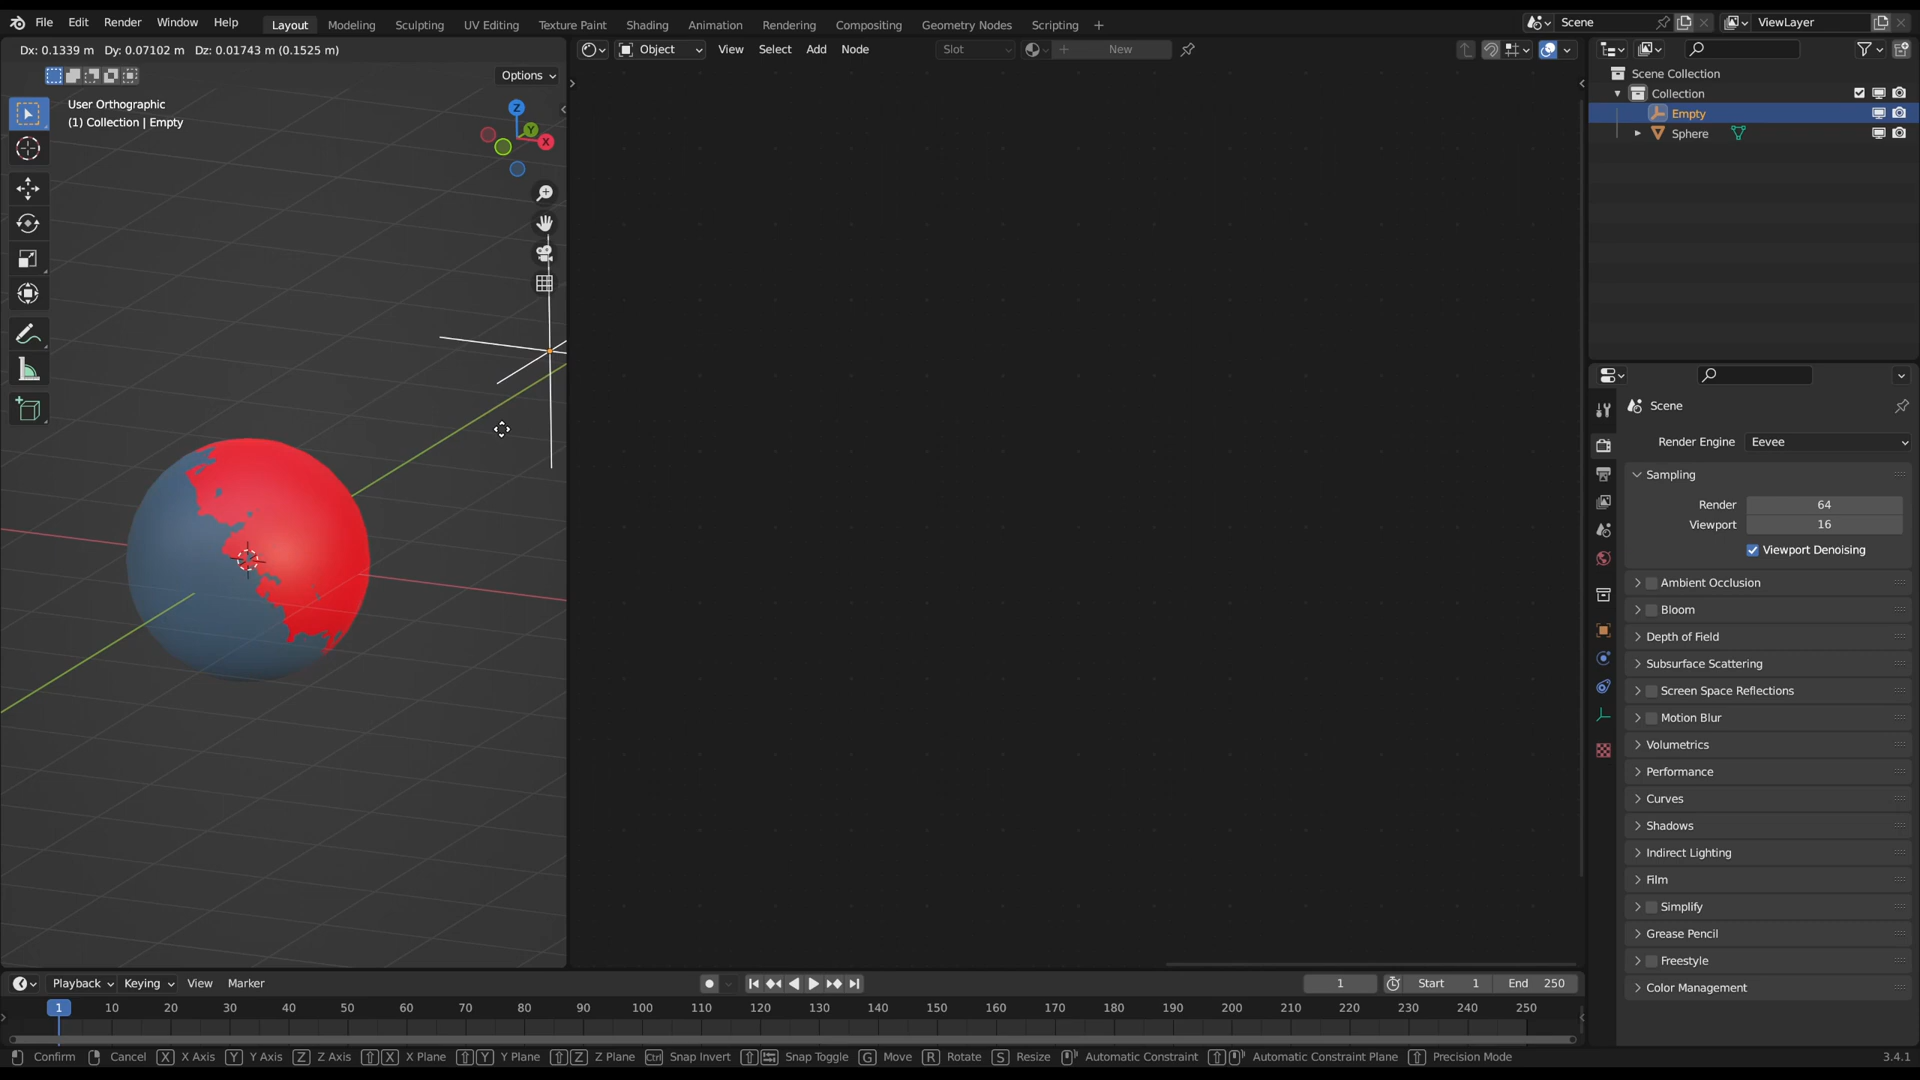 File Edit Render Window Help Layout Modeling Sculpting UV Editing Texture Paint Shading Animation Rendering Compositing Geometry Nodes Scripting + Scene ViewLayer
Dx: 0.1339 m Dy: 0.07102 m Dz: 0.01743 m (0.1525 m)
Object View Select Add Node Slot New
Options
User Orthographic
(1) Collection | Empty
Z
Y
X
Scene Collection
Collection
Empty
Sphere
Scene
Render Engine Eevee
Sampling
Render 64
Viewport 16
Viewport Denoising
Ambient Occlusion
Bloom
Depth of Field
Subsurface Scattering
Screen Space Reflections
Motion Blur
Volumetrics
Performance
Curves
Shadows
Indirect Lighting
Film
Simplify
Grease Pencil
Freestyle
Color Management
Playback Keying View Marker 1 Start 1 End 250
1 10 20 30 40 50 60 70 80 90 100 110 120 130 140 150 160 170 180 190 200 210 220 230 240 250
Confirm Cancel X X Axis Y Y Axis Z Z Axis X X Plane Y Y Plane Z Z Plane Ctrl Snap Invert Snap Toggle G Move R Rotate S Resize Automatic Constraint Automatic Constraint Plane Precision Mode 3.4.1